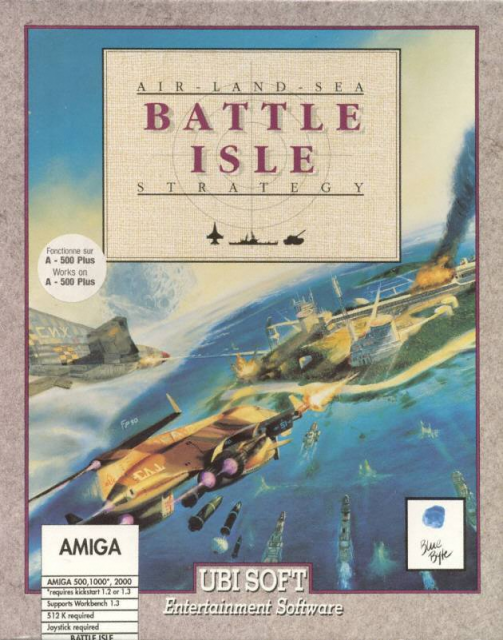 AIR-LAND-SEA
BATTLE
ISLE
STRATEGY
Fonctionne sur
A - 500 Plus
Works on
A - 500 Plus
AMIGA
AMIGA 500, 1000*, 2000
*requires kickstart 1.2 or 1.3
Supports Workbench 1.3
512 K required
Joystick required
BATTLE ISLE
Blue
Byte
UBI SOFT
Entertainment Software